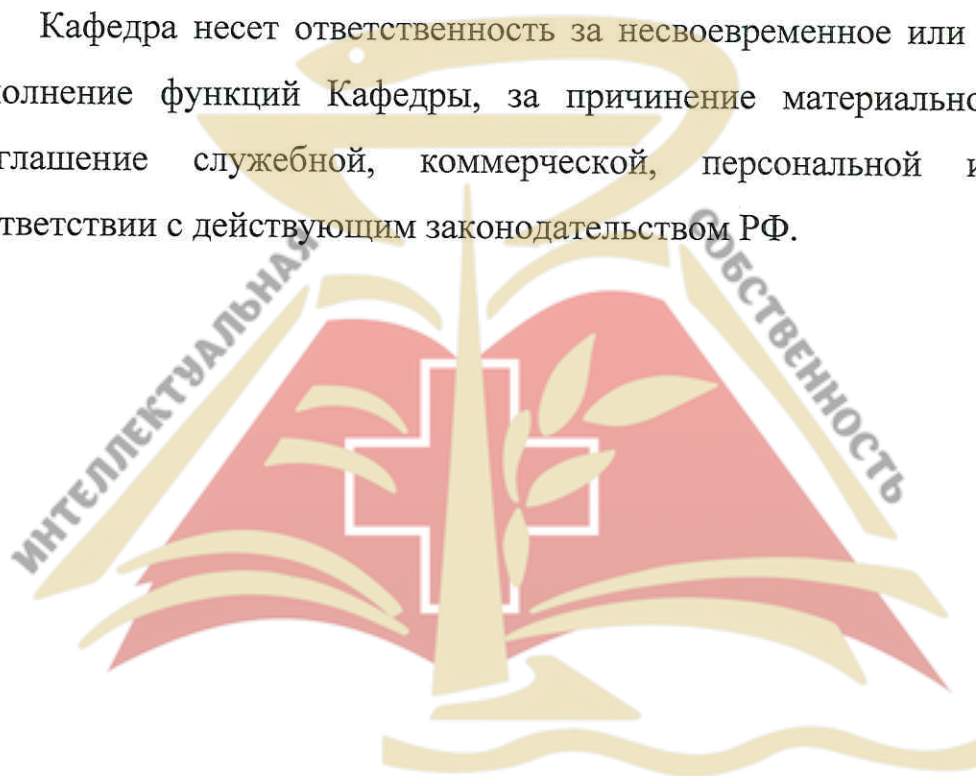 Кафедра несет ответственность за несвоевременное или
олнение функций Кафедры, за причинение материально
глашение служебной, коммерческой, персональной и
тветствии с действующим законодательством РФ.
ИНТЕЛЛЕКТУАЛЬНАЯ
СОБСТВЕННОСТЬ